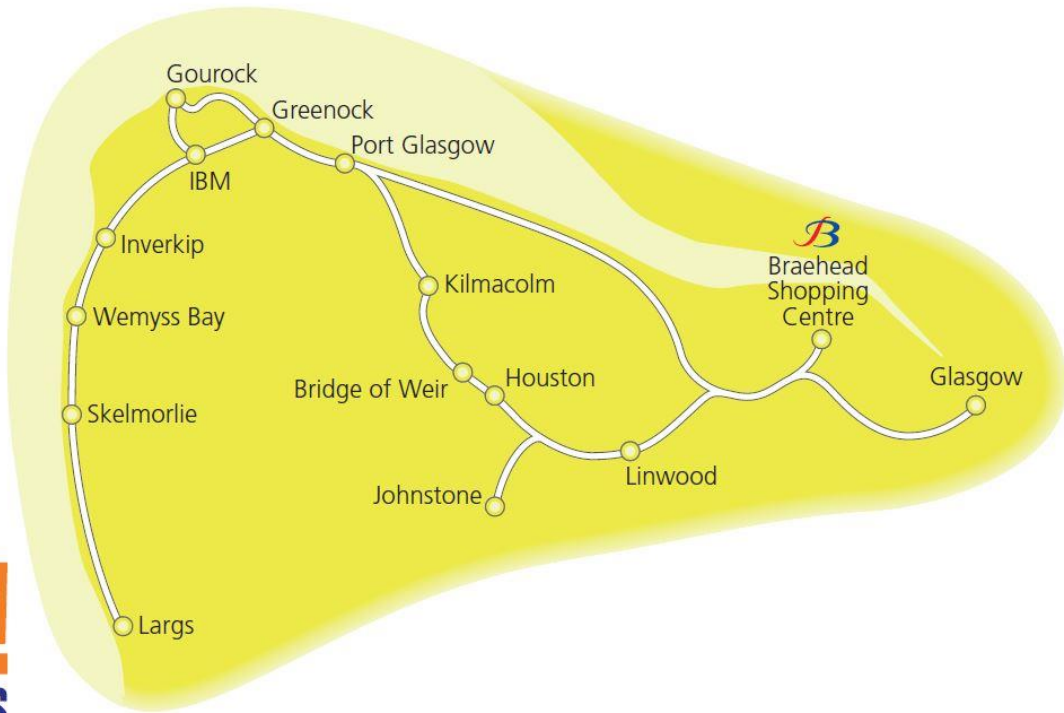 Gourock
Greenock
Port Glasgow
IBM
Inverkip
Braehead
Shopping
Centre
Kilmacolm
Wemyss Bay
Glasgow
Houston
Bridge of Weir
Skelmorlie
Linwood
Johnstone
Largs